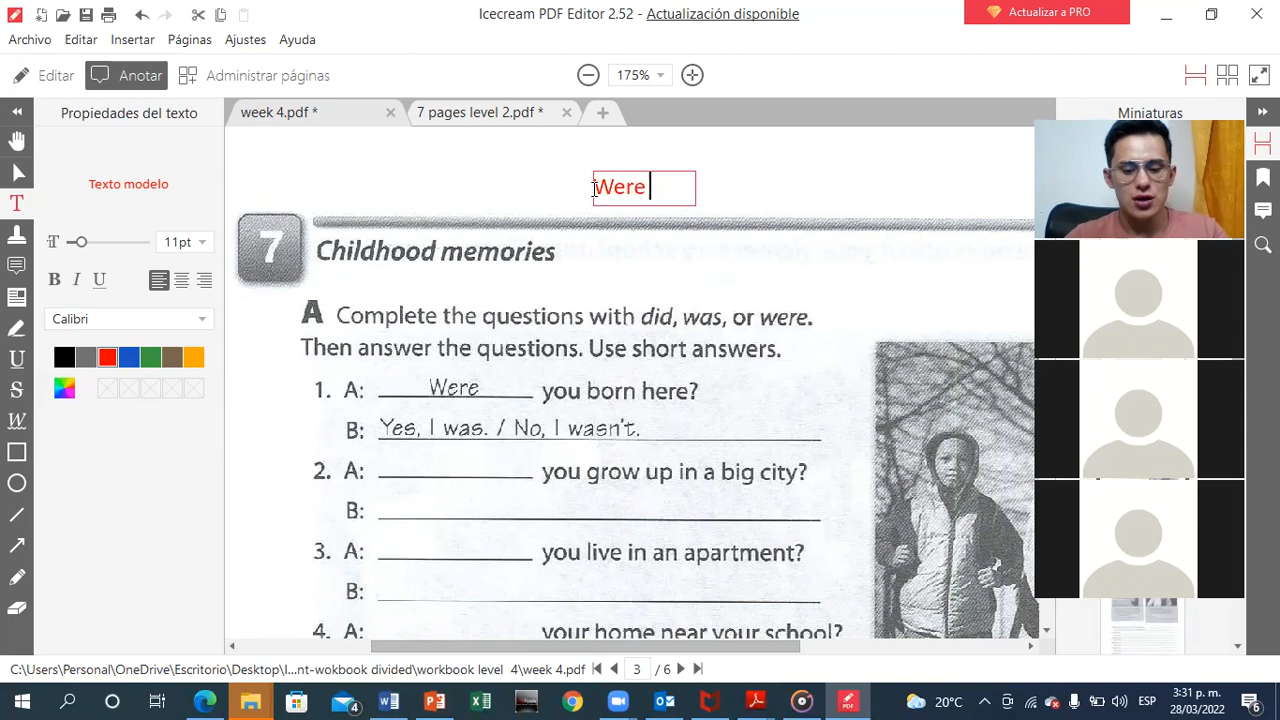 Icecream PDF Editor 2.52 - Actualización disponible
Actualizar a PRO
Archivo Editar Insertar Páginas Ajustes Ayuda
Editar Anotar Administrar páginas 175%
Propiedades del texto
week 4.pdf * 7 pages level 2.pdf *
Miniaturas
Texto modelo
11pt
B I U
Calibri
Were
7 Childhood memories
A Complete the questions with did, was, or were.
Then answer the questions. Use short answers.
1. A: Were you born here?
B: Yes, I was. / No, I wasn't.
2. A: you grow up in a big city?
B:
3. A: you live in an apartment?
B:
4. A: your home near your school?
C:\Users\Personal\OneDrive\Escritorio\Desktop\I...nt-wokbook divided\workbook level 4\week 4.pdf 3 / 6
20°C ESP 3:31 p. m.
28/03/2022